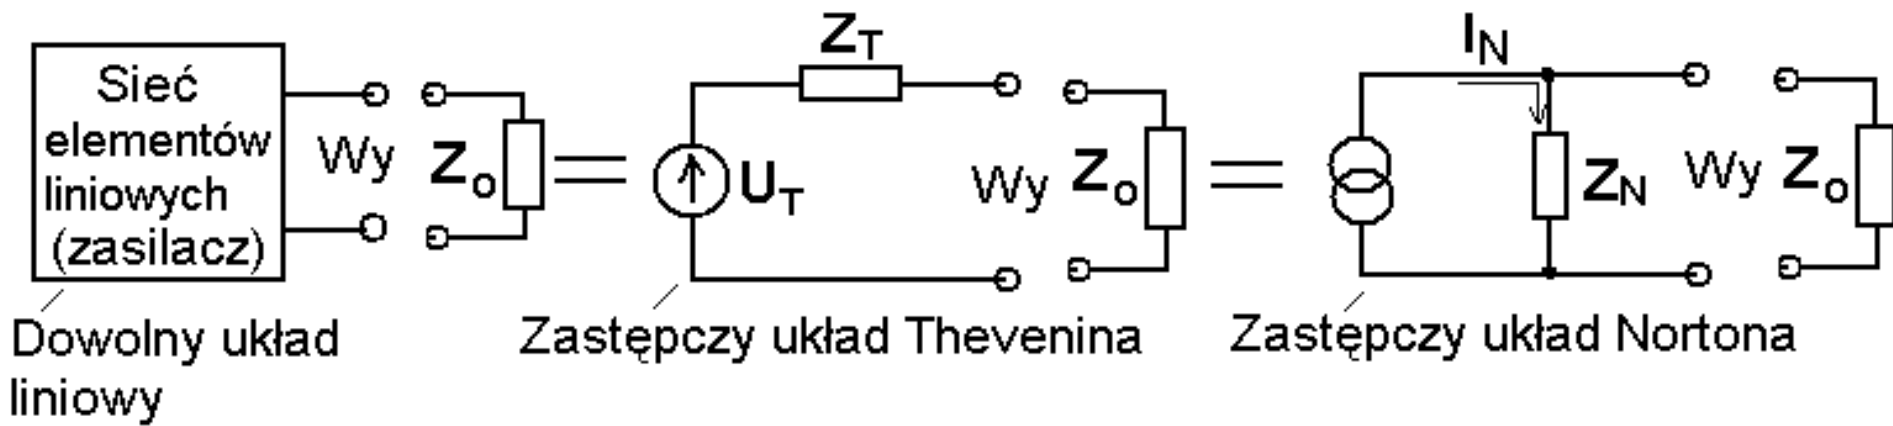 Sieć
elementów
liniowych
(zasilacz)
Wy
Zo
Dowolny układ
liniowy
ZT
UT
Wy
Zo
Zastępczy układ Thevenina
IN
ZN
Wy
Zo
Zastępczy układ Nortona